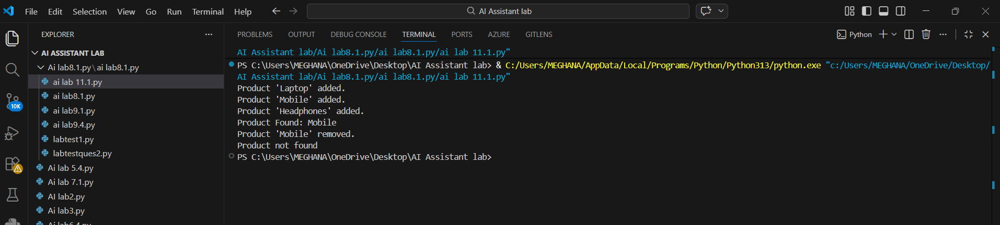 File Edit Selection View Go Run Terminal Help
AI Assistant lab
EXPLORER
AI ASSISTANT LAB
Ai lab8.1.py\ai lab8.1.py
ai lab 11.1.py
ai lab8.1.py
ai lab9.1.py
ai lab9.4.py
labtest1.py
labtestques2.py
Ai lab 5.4.py
Ai lab 7.1.py
AI lab2.py
Ai lab3.py
Ai lab6.4.py
10K
PROBLEMS OUTPUT DEBUG CONSOLE TERMINAL PORTS AZURE GITLENS
Python
AI Assistant lab/Ai lab8.1.py/ai lab8.1.py/ai lab 11.1.py"
PS C:\Users\MEGHANA\OneDrive\Desktop\AI Assistant lab> & C:/Users/MEGHANA/AppData/Local/Programs/Python/Python313/python.exe "c:/Users/MEGHANA/OneDrive/Desktop/
AI Assistant lab/Ai lab8.1.py/ai lab8.1.py/ai lab 11.1.py"
Product 'Laptop' added.
Product 'Mobile' added.
Product 'Headphones' added.
Product Found: Mobile
Product 'Mobile' removed.
Product not found
PS C:\Users\MEGHANA\OneDrive\Desktop\AI Assistant lab>